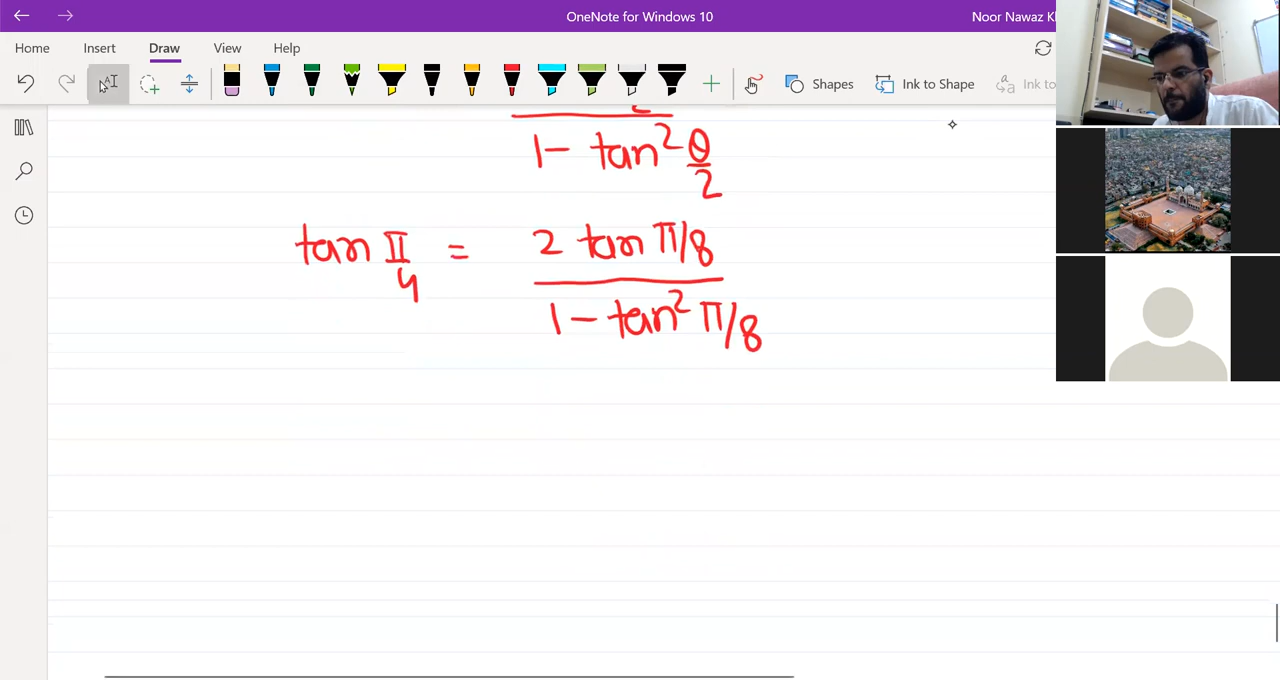 OneNote for Windows 10
Noor Nawaz K
Home Insert Draw View Help
Shapes Ink to Shape Ink to
1 - tan² θ/2
tan π/4 = 2 tan π/8
1 - tan² π/8